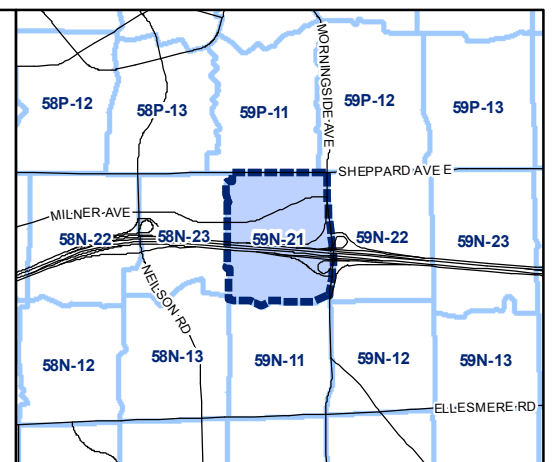 MORNINGSIDE AVE
58P-12
58P-13
59P-11
59P-12
59P-13
SHEPPARD AVE E
MILNER AVE
58N-22
58N-23
59N-21
59N-22
59N-23
NEILSON RD
58N-12
58N-13
59N-11
59N-12
59N-13
ELLESMERE RD